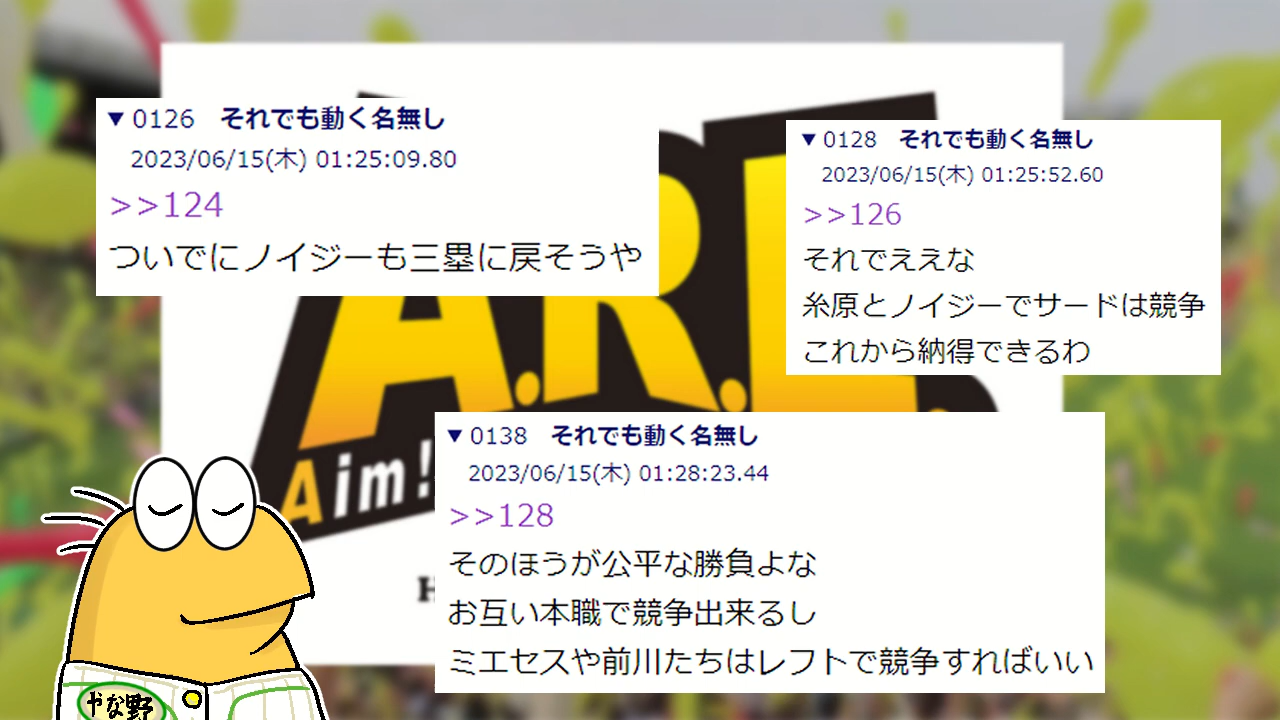 ▼ 0126 それでも動く名無し
2023/06/15(木) 01:25:09.80
>>124
ついでにノイジーも三塁に戻そうや
▼ 0128 それでも動く名無し
2023/06/15(木) 01:25:52.60
>>126
それでええな
糸原とノイジーでサードは競争
これから納得できるわ
A.R.E.
Aim!
H
▼ 0138 それでも動く名無し
2023/06/15(木) 01:28:23.44
>>128
そのほうが公平な勝負よな
お互い本職で競争出来るし
ミエセスや前川たちはレフトで競争すればいい
やな野